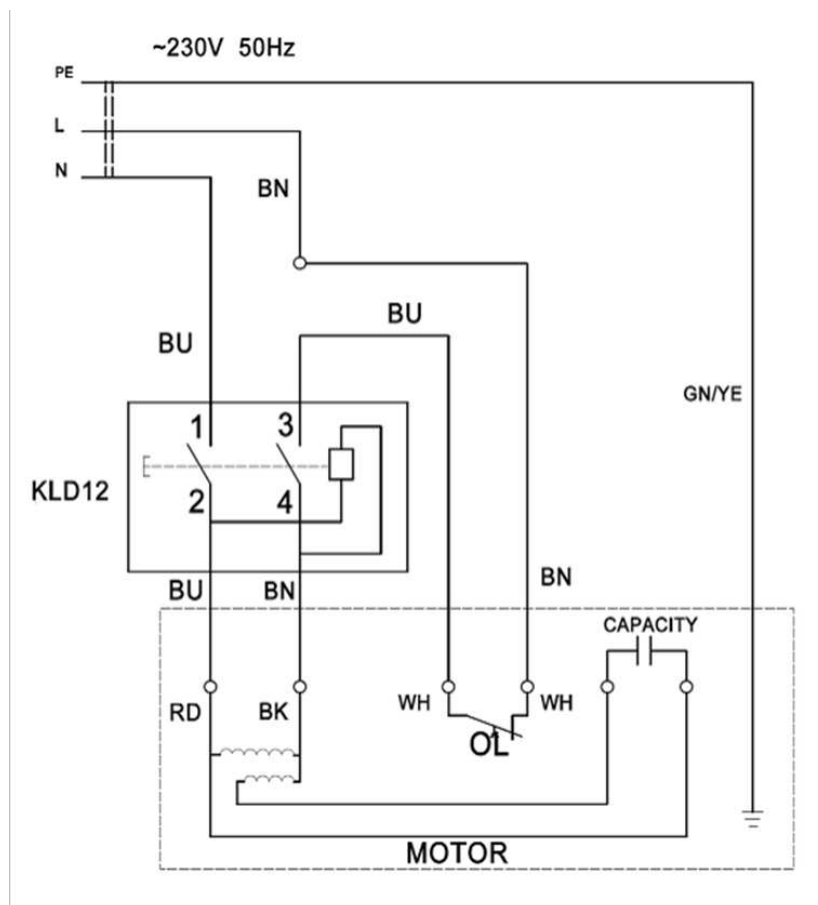 ~230V 50Hz
PE
L
N
BN
BU
BU
GN/YE
1
3
KLD12
2
4
BU
BN
BN
CAPACITY
RD
BK
WH
WH
OL
MOTOR